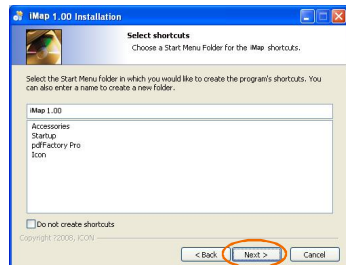 iMap 1.00 Installation
Select shortcuts
Choose a Start Menu Folder for the iMap shortcuts.
Select the Start Menu folder in which you would like to create the program's shortcuts. You
can also enter a name to create a new folder.
iMap 1.00
Accessories
Startup
pdfFactory Pro
Icon
Do not create shortcuts
Copyright ?2008, ICON
< Back
Next >
Cancel